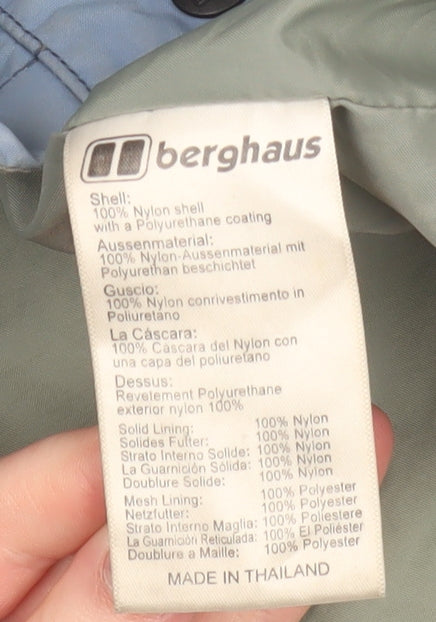 berghaus
Shell:
100% Nylon shell
with a Polyurethane coating
Aussenmaterial:
100% Nylon-Aussenmaterial mit
Polyurethan beschichtet
Guscio:
100% Nylon conrivestimento in
Poliuretano
La Cáscara:
100% Cáscara del Nylon con
una capa del poliuretano
Dessus:
Revelement Polyurethane
exterior nylon 100%
Solid Lining: 100% Nylon
Solides Futter: 100% Nylon
Strato Interno Solide: 100% Nylon
La Guarnición Sólida: 100% Nylon
Doublure Solide: 100% Nylon
Mesh Lining: 100% Polyester
Netzfutter: 100% Polyester
Strato Interno Maglia: 100% Poliestere
La Guarnición Reticulada: 100% El Poliéster
Doublure a Maille: 100% Polyester
MADE IN THAILAND